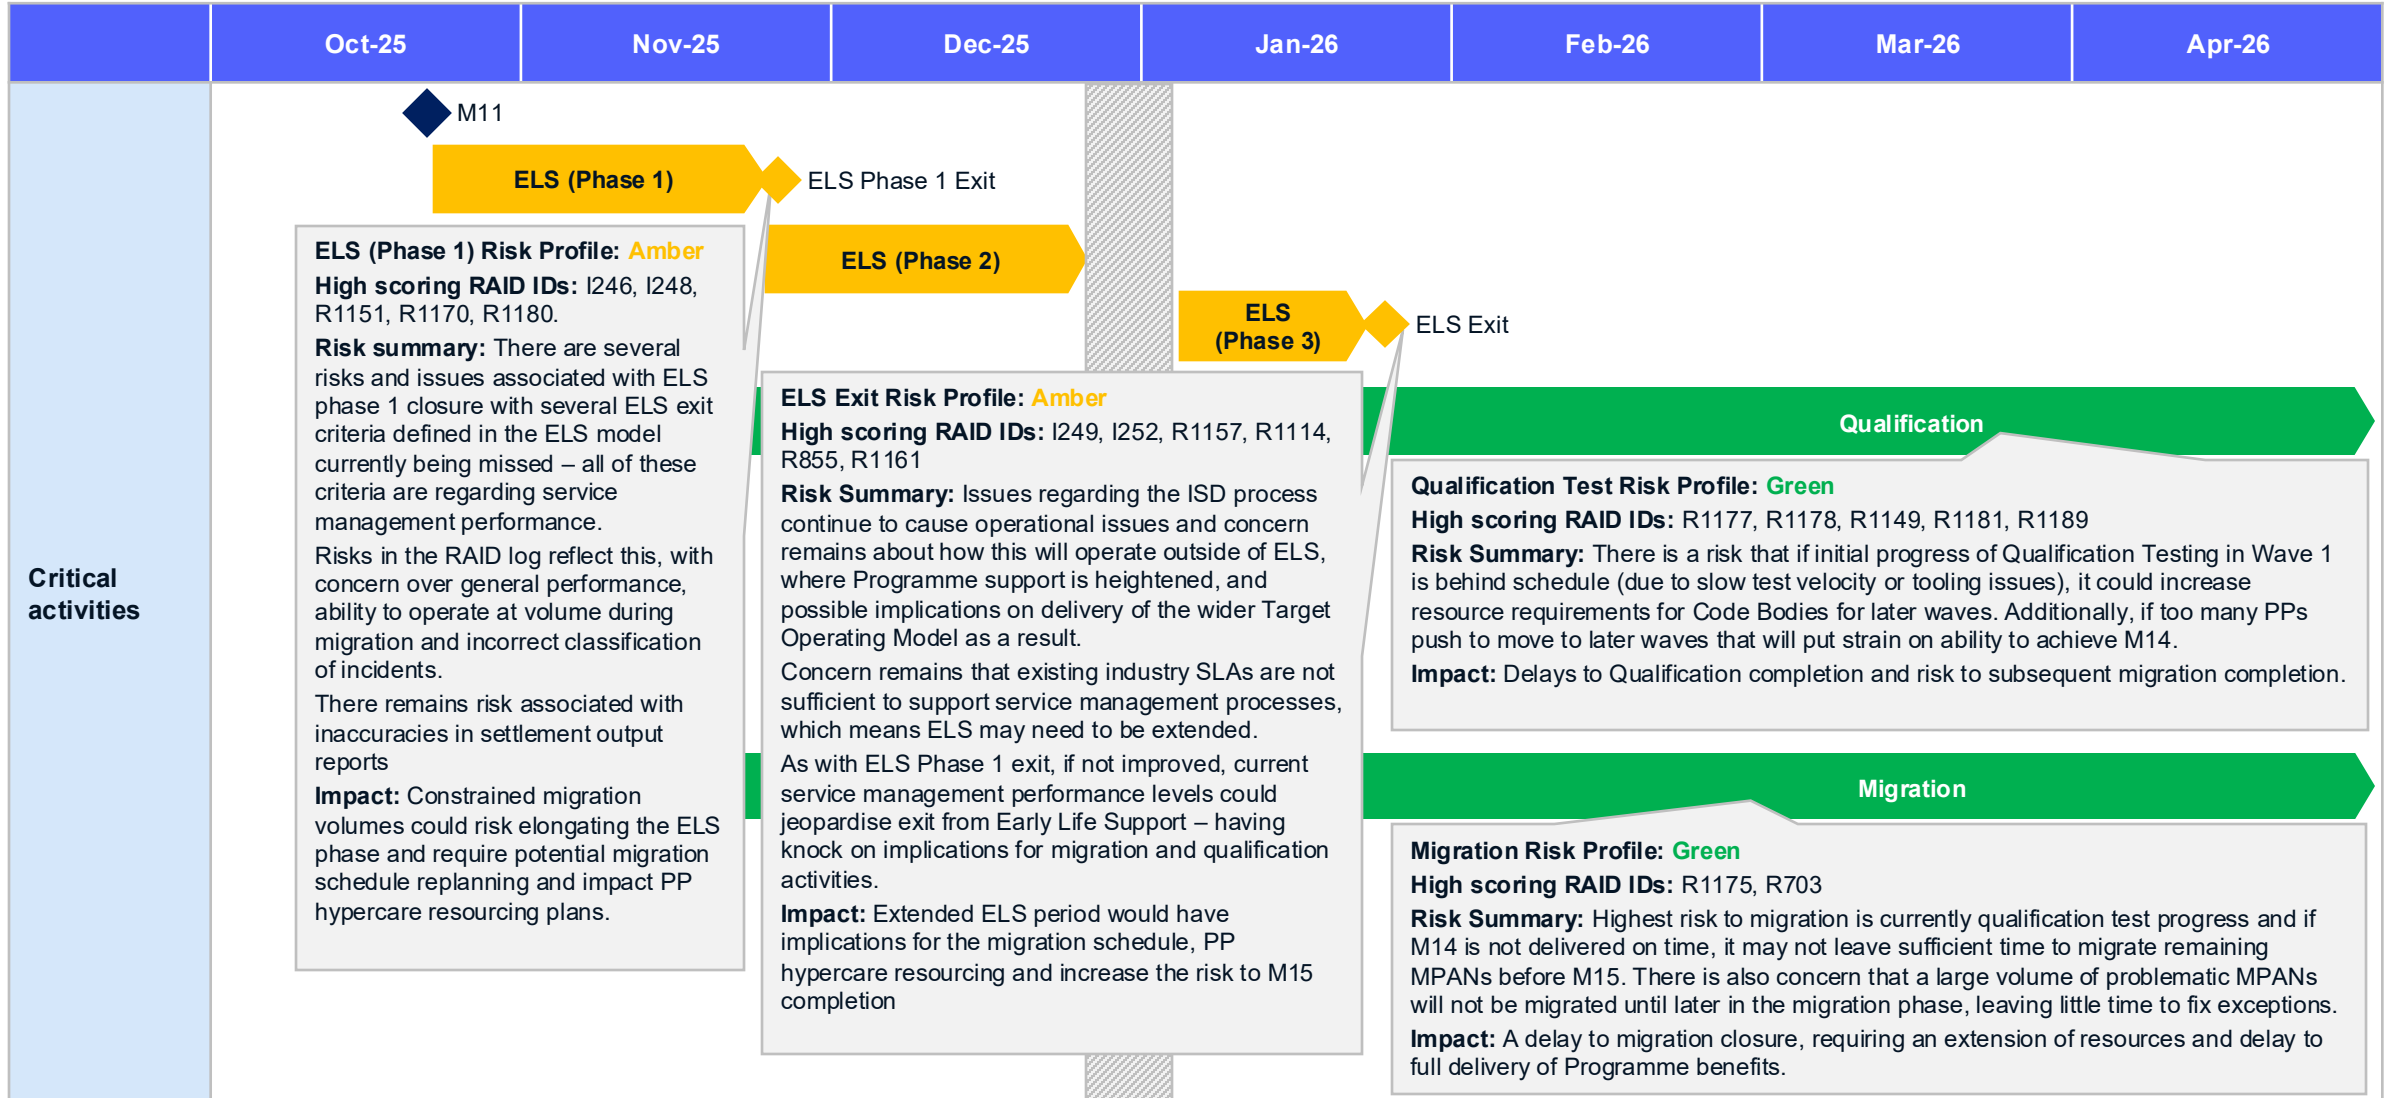 Oct-25
Nov-25
Dec-25
Jan-26
Feb-26
Mar-26
Apr-26
Critical
activities
M11
ELS (Phase 1)
ELS Phase 1 Exit
ELS (Phase 2)
ELS
(Phase 3)
ELS Exit
ELS (Phase 1) Risk Profile: Amber
High scoring RAID IDs: I246, I248,
R1151, R1170, R1180.
Risk summary: There are several
risks and issues associated with ELS
phase 1 closure with several ELS exit
criteria defined in the ELS model
currently being missed – all of these
criteria are regarding service
management performance.
Risks in the RAID log reflect this, with
concern over general performance,
ability to operate at volume during
migration and incorrect classification
of incidents.
There remains risk associated with
inaccuracies in settlement output
reports
Impact: Constrained migration
volumes could risk elongating the ELS
phase and require potential migration
schedule replanning and impact PP
hypercare resourcing plans.
ELS Exit Risk Profile: Amber
High scoring RAID IDs: I249, I252, R1157, R1114,
R855, R1161
Risk Summary: Issues regarding the ISD process
continue to cause operational issues and concern
remains about how this will operate outside of ELS,
where Programme support is heightened, and
possible implications on delivery of the wider Target
Operating Model as a result.
Concern remains that existing industry SLAs are not
sufficient to support service management processes,
which means ELS may need to be extended.
As with ELS Phase 1 exit, if not improved, current
service management performance levels could
jeopardise exit from Early Life Support – having
knock on implications for migration and qualification
activities.
Impact: Extended ELS period would have
implications for the migration schedule, PP
hypercare resourcing and increase the risk to M15
completion
Qualification
Qualification Test Risk Profile: Green
High scoring RAID IDs: R1177, R1178, R1149, R1181, R1189
Risk Summary: There is a risk that if initial progress of Qualification Testing in Wave 1
is behind schedule (due to slow test velocity or tooling issues), it could increase
resource requirements for Code Bodies for later waves. Additionally, if too many PPs
push to move to later waves that will put strain on ability to achieve M14.
Impact: Delays to Qualification completion and risk to subsequent migration completion.
Migration
Migration Risk Profile: Green
High scoring RAID IDs: R1175, R703
Risk Summary: Highest risk to migration is currently qualification test progress and if
M14 is not delivered on time, it may not leave sufficient time to migrate remaining
MPANs before M15. There is also concern that a large volume of problematic MPANs
will not be migrated until later in the migration phase, leaving little time to fix exceptions.
Impact: A delay to migration closure, requiring an extension of resources and delay to
full delivery of Programme benefits.